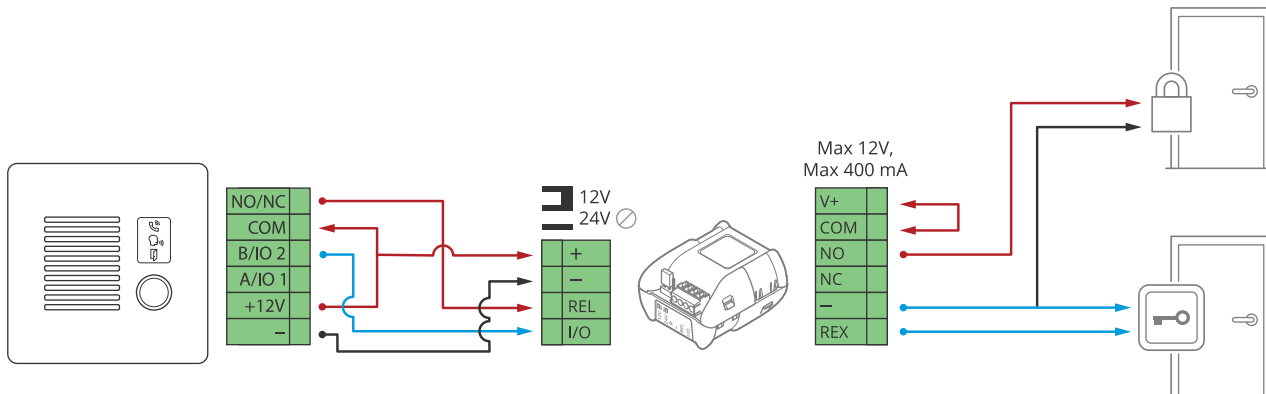 NO/NC
COM
B/IO 2
A/IO 1
+12V
–
12V
24V
+
–
REL
I/O
Max 12V,
Max 400 mA
V+
COM
NO
NC
–
REX